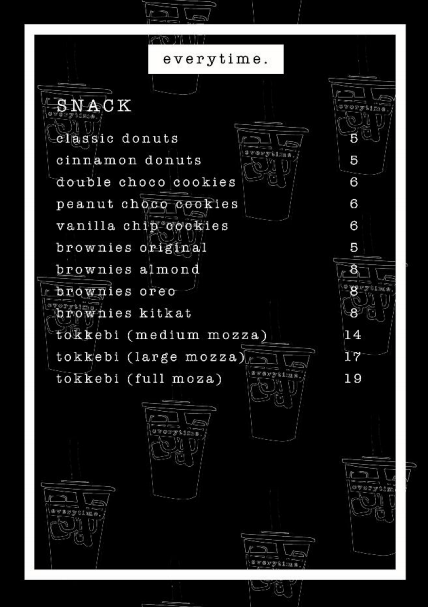 everytime.
SNACK
classic donuts 5
cinnamon donuts 5
double choco cookies 6
peanut choco cookies 6
vanilla chip cookies 6
brownies original 5
brownies almond 8
brownies oreo 8
brownies kitkat 8
tokkebi (medium mozza) 14
tokkebi (large mozza) 17
tokkebi (full moza) 19